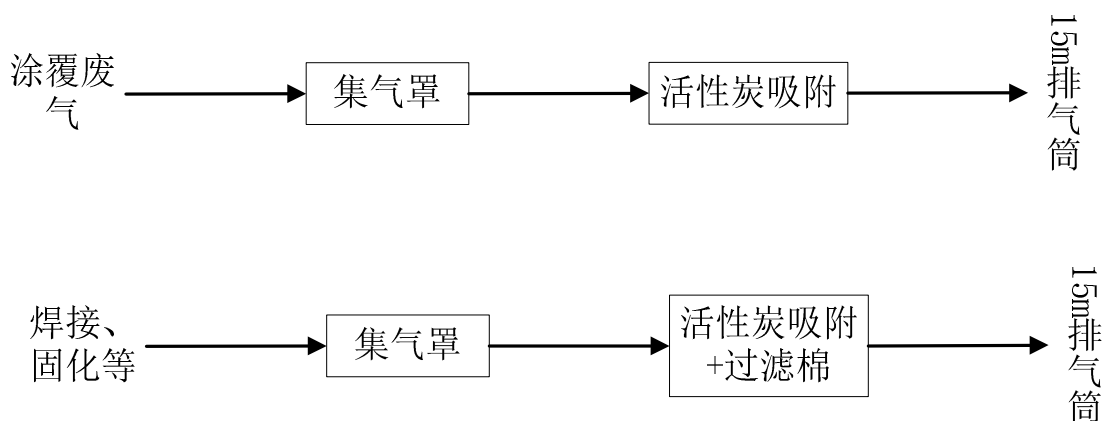 涂覆废
气
集气罩
活性炭吸附
15m排气筒
焊接、
固化等
集气罩
活性炭吸附
+过滤棉
15m排气筒